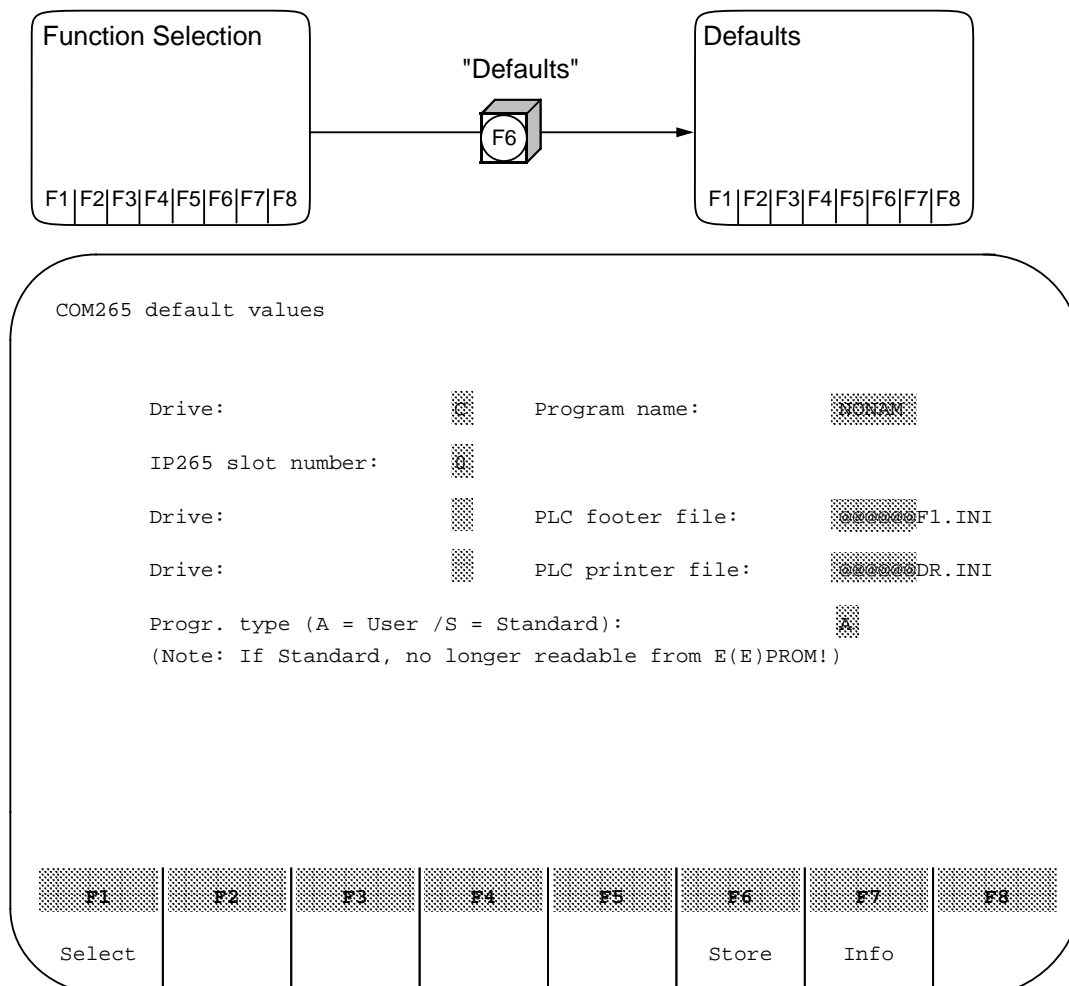 Function Selection
"Defaults"
Defaults
F6
F1 F2 F3 F4 F5 F6 F7 F8
F1 F2 F3 F4 F5 F6 F7 F8
COM265 default values
Drive: C Program name: NONAM
IP265 slot number: 0
Drive: PLC footer file: @@@@@@F1.INI
Drive: PLC printer file: @@@@@@DR.INI
Progr. type (A = User /S = Standard): A
(Note: If Standard, no longer readable from E(E)PROM!)
F1 F2 F3 F4 F5 F6 F7 F8
Select Store Info